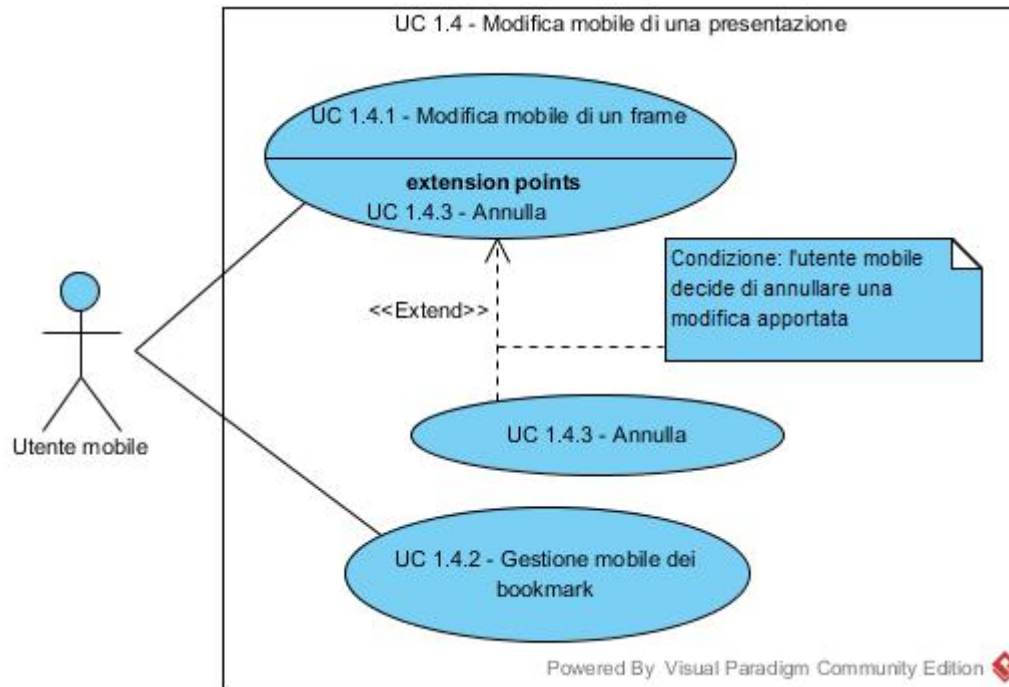 UC 1.4 - Modifica mobile di una presentazione
UC 1.4.1 - Modifica mobile di un frame
extension points
UC 1.4.3 - Annulla
Condizione: l'utente mobile
decide di annullare una
modifica apportata
<<Extend>>
UC 1.4.3 - Annulla
Utente mobile
UC 1.4.2 - Gestione mobile dei
bookmark
Powered By Visual Paradigm Community Edition